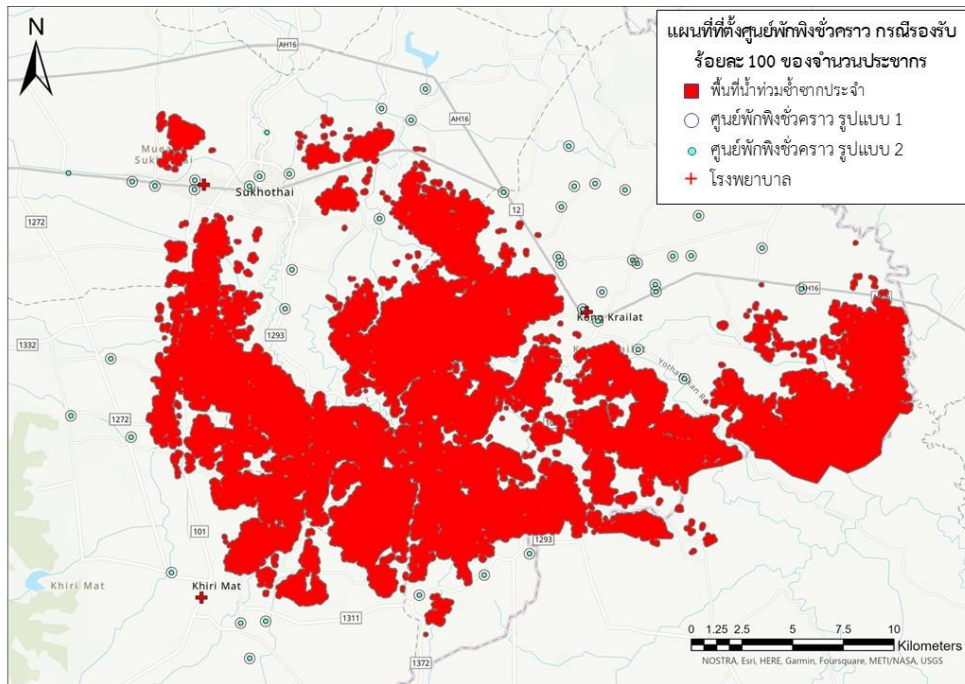 แผนที่ที่ตั้งศูนย์พักพิงชั่วคราว กรณีรองรับ
ร้อยละ 100 ของจำนวนประชากร
พื้นที่น้ำท่วมซ้ำซากประจำ
ศูนย์พักพิงชั่วคราว รูปแบบ 1
ศูนย์พักพิงชั่วคราว รูปแบบ 2
โรงพยาบาล
N
AH16
AH16
Sukhothai
Sukhothai
1272
12
AH16
Kong Krailat
1293
1332
1272
101
1293
Khiri Mat
Khiri Mat
1311
1372
0 1.25 2.5 5 7.5 10
Kilometers
NOSTRA, Esri, HERE, Garmin, Foursquare, METI/NASA, USGS